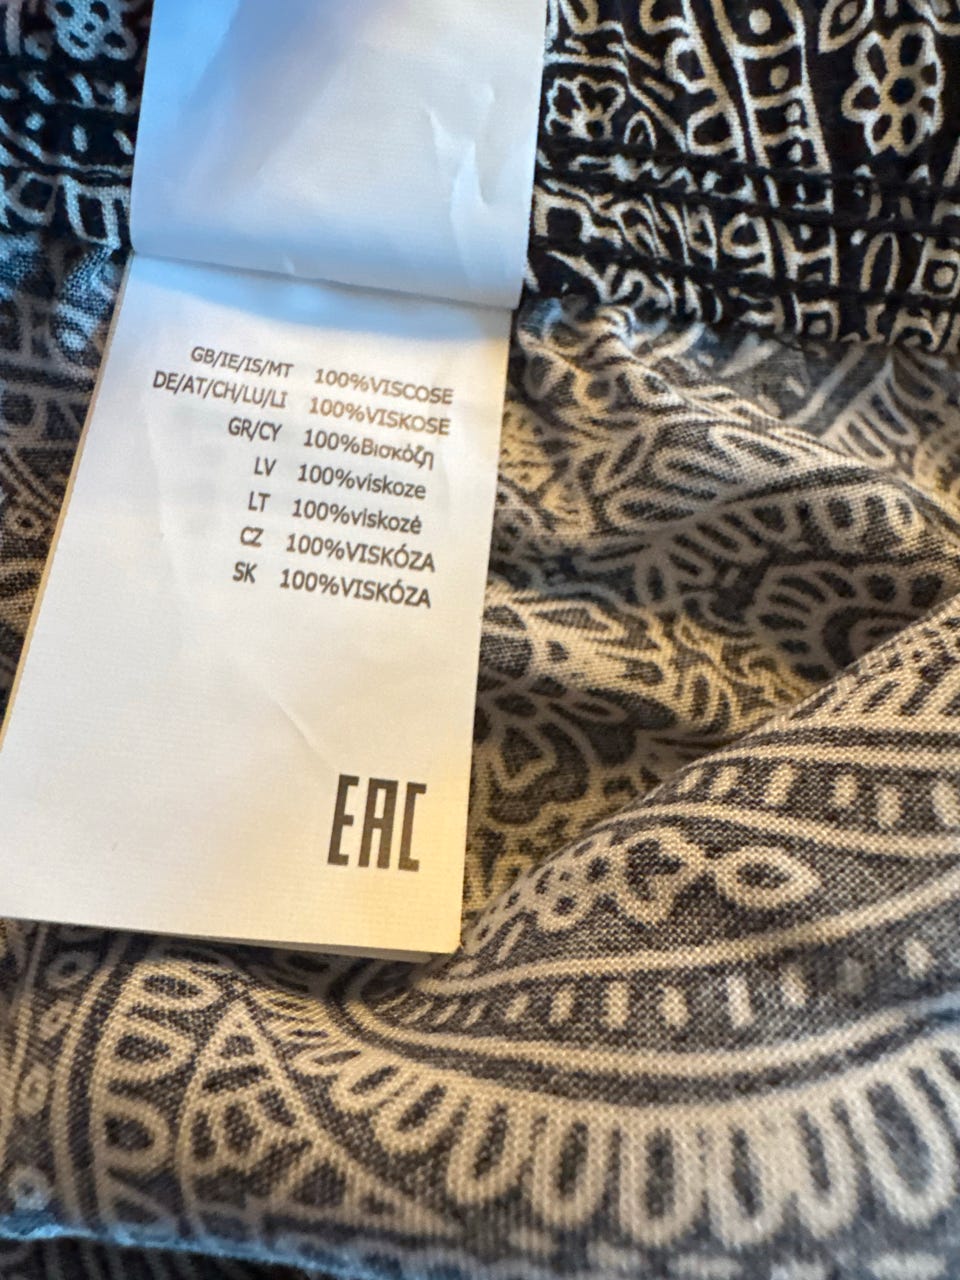 GB/IE/IS/MT 100%VISCOSE
DE/AT/CH/LU/LI 100%VISKOSE
GR/CY 100%Βισκόζη
LV 100%viskoze
LT 100%viskozė
CZ 100%VISKÓZA
SK 100%VISKÓZA
EAC